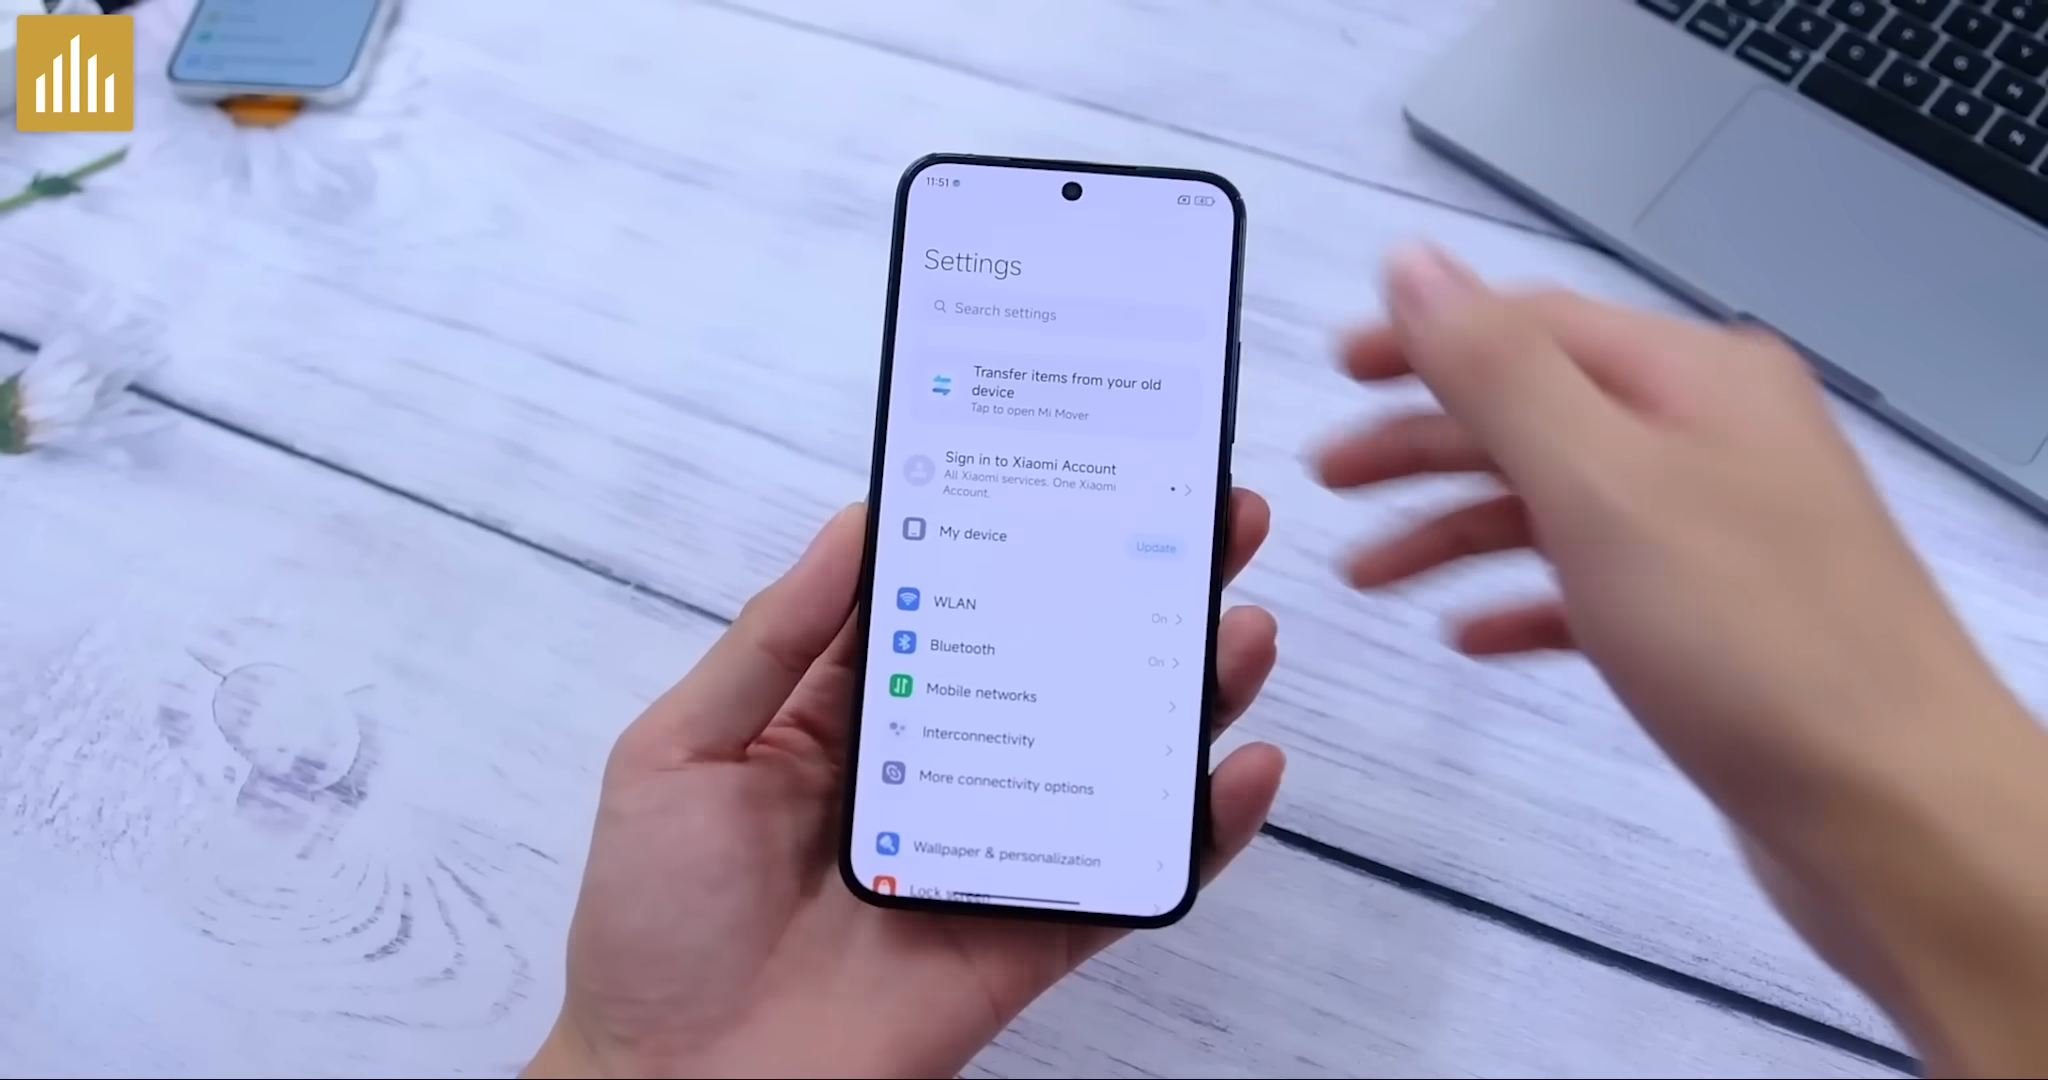 11:51
Settings
Search settings
Transfer items from your old
device
Tap to open Mi Mover
Sign in to Xiaomi Account
All Xiaomi services. One Xiaomi
Account.
My device
Update
WLAN
On
Bluetooth
On
Mobile networks
Interconnectivity
More connectivity options
Wallpaper & personalization
Lock screen